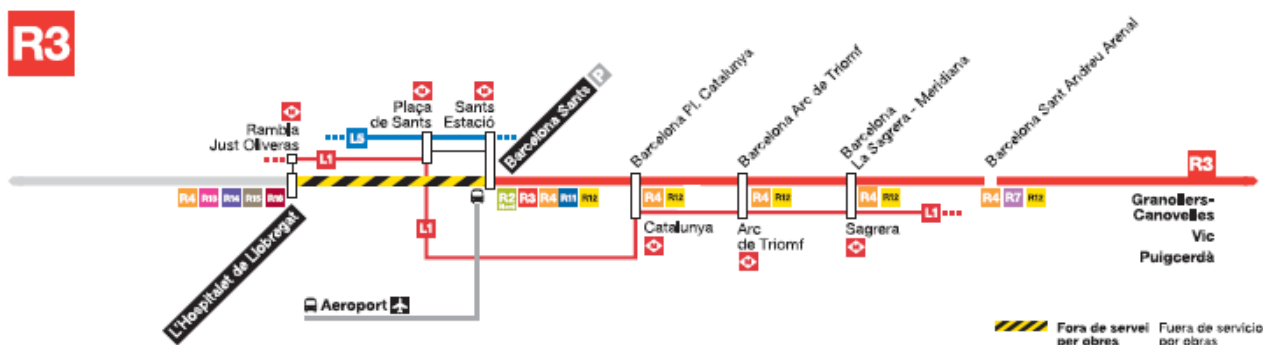 R3
M
Rambla
Just Oliveras
L1
L5
M
Plaça
de Sants
M
Sants
Estació
Barcelona Sants P
Barcelona Pl. Catalunya
Barcelona Arc de Triomf
Barcelona
La Sagrera - Meridiana
Barcelona Sant Andreu Arenal
R3
R4 R13 R14 R15 R16
R2 Nord R3 R4 R11 R12
R4 R12
R4 R12
R4 R12
R4 R7 R12
L'Hospitalet de Llobregat
L1
Catalunya
M
Arc
de Triomf
M
Sagrera
M
L1
Granollers-
Canovelles
Vic
Puigcerdà
Aeroport
Fora de servei
per obres
Fuera de servicio
por obras